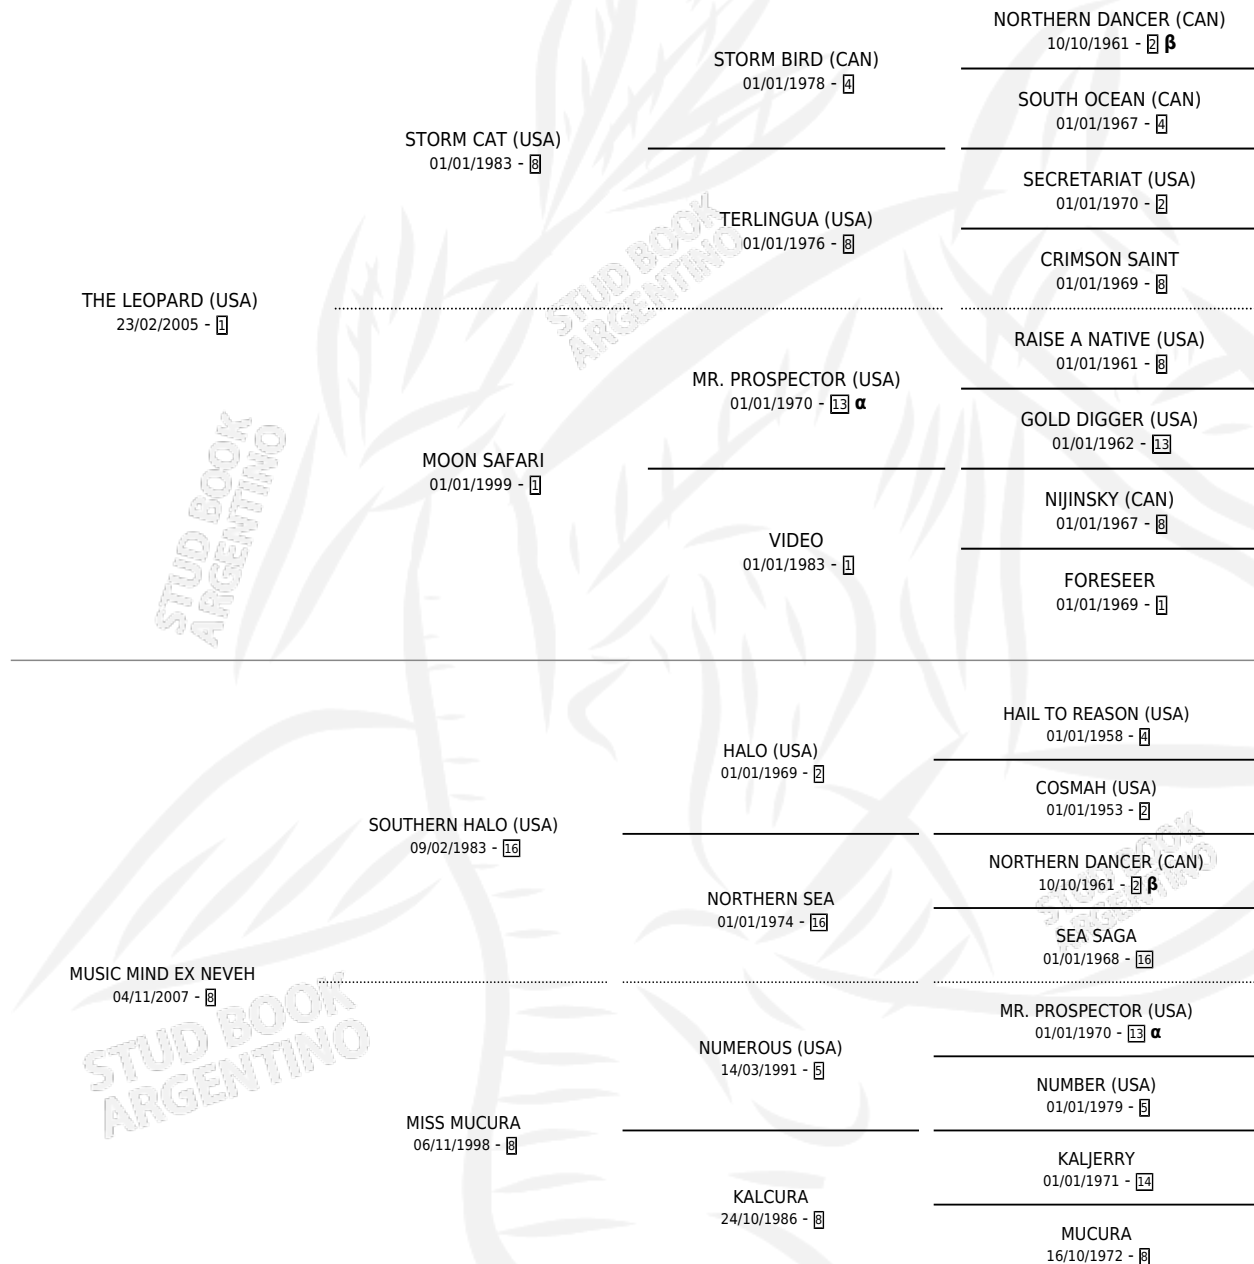 NORTHERN DANCER (CAN)
10/10/1961 - 2 β
STORM BIRD (CAN)
01/01/1978 - 4
SOUTH OCEAN (CAN)
01/01/1967 - 4
STORM CAT (USA)
01/01/1983 - 8
SECRETARIAT (USA)
01/01/1970 - 2
TERLINGUA (USA)
01/01/1976 - 8
CRIMSON SAINT
01/01/1969 - 8
THE LEOPARD (USA)
23/02/2005 - 1
RAISE A NATIVE (USA)
01/01/1961 - 8
MR. PROSPECTOR (USA)
01/01/1970 - 13 α
GOLD DIGGER (USA)
01/01/1962 - 13
MOON SAFARI
01/01/1999 - 1
NIJINSKY (CAN)
01/01/1967 - 8
VIDEO
01/01/1983 - 1
FORESEER
01/01/1969 - 1
HAIL TO REASON (USA)
01/01/1958 - 4
HALO (USA)
01/01/1969 - 2
COSMAH (USA)
01/01/1953 - 2
SOUTHERN HALO (USA)
09/02/1983 - 16
NORTHERN DANCER (CAN)
10/10/1961 - 2 β
NORTHERN SEA
01/01/1974 - 16
SEA SAGA
01/01/1968 - 16
MUSIC MIND EX NEVEH
04/11/2007 - 8
MR. PROSPECTOR (USA)
01/01/1970 - 13 α
NUMEROUS (USA)
14/03/1991 - 5
NUMBER (USA)
01/01/1979 - 5
MISS MUCURA
06/11/1998 - 8
KALJERRY
01/01/1971 - 14
KALCURA
24/10/1986 - 8
MUCURA
16/10/1972 - 8
STUD BOOK
ARGENTINO
STUD BOOK
ARGENTINO
STUD BOOK
ARGENTINO
STUD BOOK
ARGENTINO